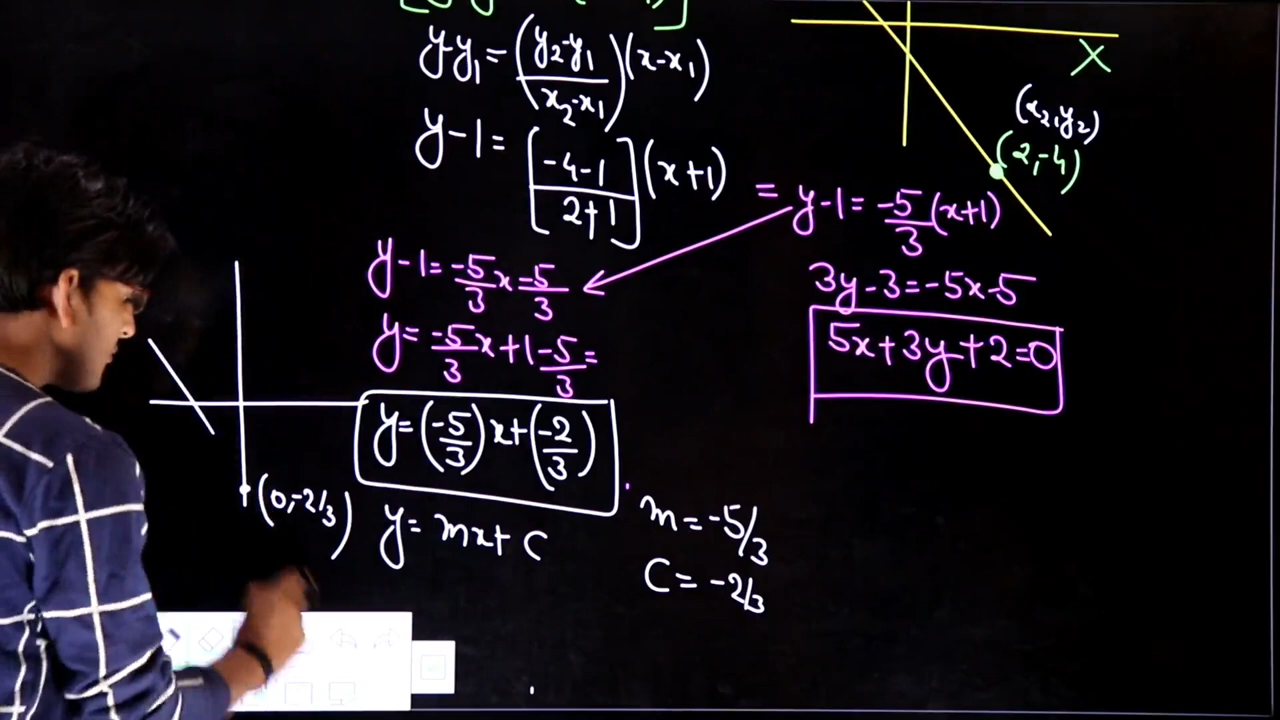 y-y₁ = (y₂-y₁ / x₂-x₁)(x-x₁)
y-1 = [-4-1 / 2+1](x+1)
X
(x₂,y₂)
(2,-4)
= y-1 = -5/3 (x+1)
3y-3=-5x-5
5x+3y+2=0
y-1 = -5/3 x -5/3
y = -5/3 x+1 -5/3 =
y = (-5/3)x+(-2/3)
(0,-2/3)
y = mx+c
m = -5/3
C = -2/3